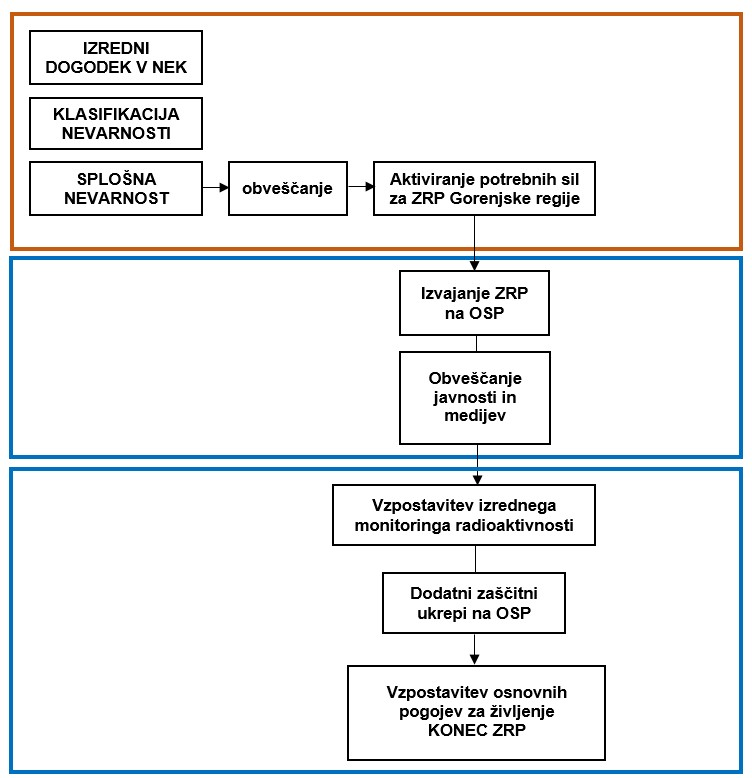 IZREDNI
DOGODEK V NEK
KLASIFIKACIJA
NEVARNOSTI
SPLOŠNA
NEVARNOST
obveščanje
Aktiviranje potrebnih sil
za ZRP Gorenjske regije
Izvajanje ZRP
na OSP
Obveščanje
javnosti in
medijev
Vzpostavitev izrednega
monitoringa radioaktivnosti
Dodatni zaščitni
ukrepi na OSP
Vzpostavitev osnovnih
pogojev za življenje
KONEC ZRP